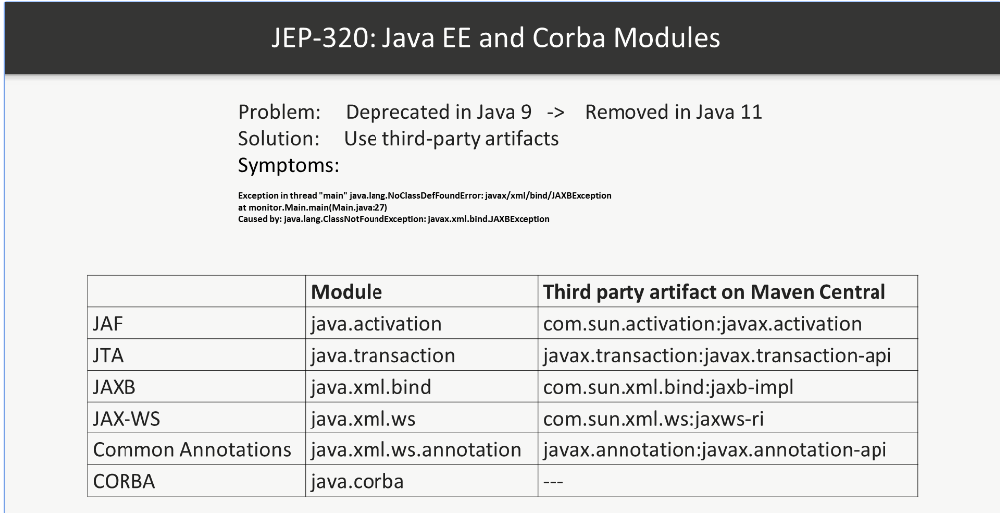 JEP-320: Java EE and Corba Modules
Problem: Deprecated in Java 9 -> Removed in Java 11
Solution: Use third-party artifacts
Symptoms:
Exception in thread "main" java.lang.NoClassDefFoundError: javax/xml/bind/JAXBException
at monitor.Main.main(Main.java:27)
Caused by: java.lang.ClassNotFoundException: javax.xml.bind.JAXBException
Module Third party artifact on Maven Central
JAF java.activation com.sun.activation:javax.activation
JTA java.transaction javax.transaction:javax.transaction-api
JAXB java.xml.bind com.sun.xml.bind:jaxb-impl
JAX-WS java.xml.ws com.sun.xml.ws:jaxws-ri
Common Annotations java.xml.ws.annotation javax.annotation:javax.annotation-api
CORBA java.corba ---